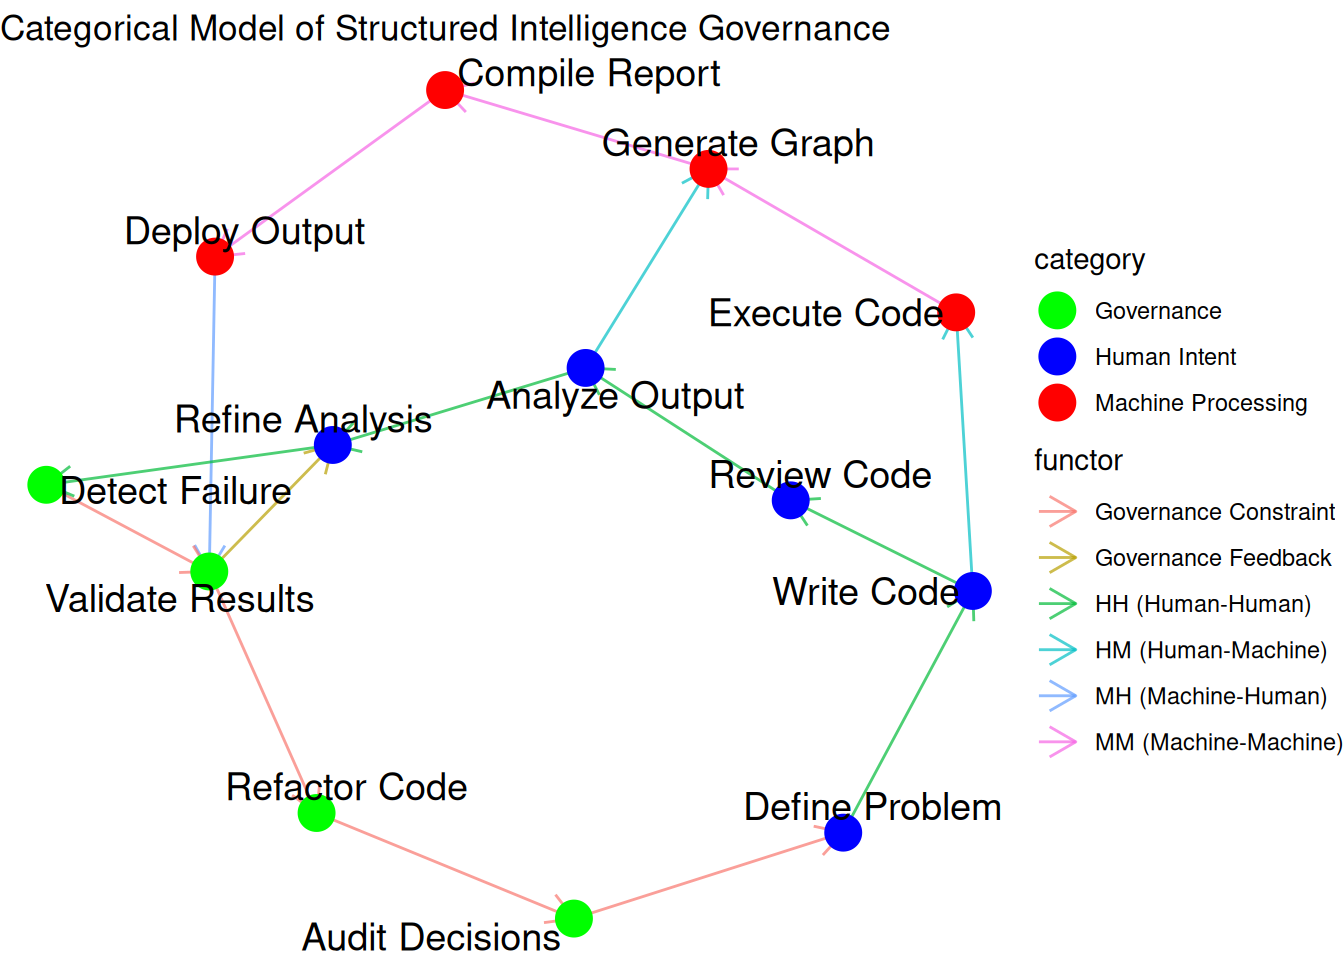 Categorical Model of Structured Intelligence Governance
Compile Report
Generate Graph
Deploy Output
Execute Code
Analyze Output
Refine Analysis
Review Code
Detect Failure
Write Code
Validate Results
Refactor Code
Define Problem
Audit Decisions
category
Governance
Human Intent
Machine Processing
functor
Governance Constraint
Governance Feedback
HH (Human-Human)
HM (Human-Machine)
MH (Machine-Human)
MM (Machine-Machine)